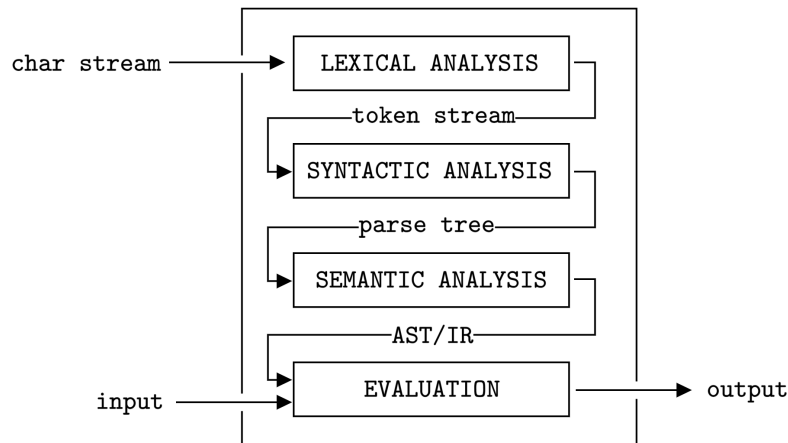 char stream
LEXICAL ANALYSIS
token stream
SYNTACTIC ANALYSIS
parse tree
SEMANTIC ANALYSIS
AST/IR
input
EVALUATION
output